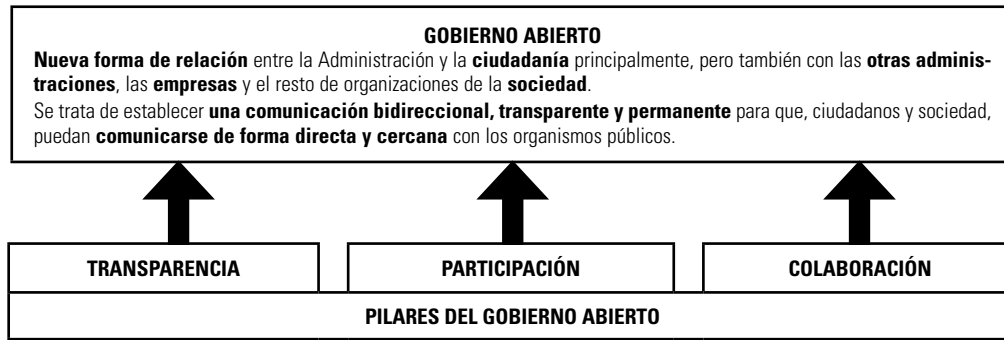 GOBIERNO ABIERTO
Nueva forma de relación entre la Administración y la ciudadanía principalmente, pero también con las otras adminis-
traciones, las empresas y el resto de organizaciones de la sociedad.
Se trata de establecer una comunicación bidireccional, transparente y permanente para que, ciudadanos y sociedad,
puedan comunicarse de forma directa y cercana con los organismos públicos.
TRANSPARENCIA
PARTICIPACIÓN
COLABORACIÓN
PILARES DEL GOBIERNO ABIERTO